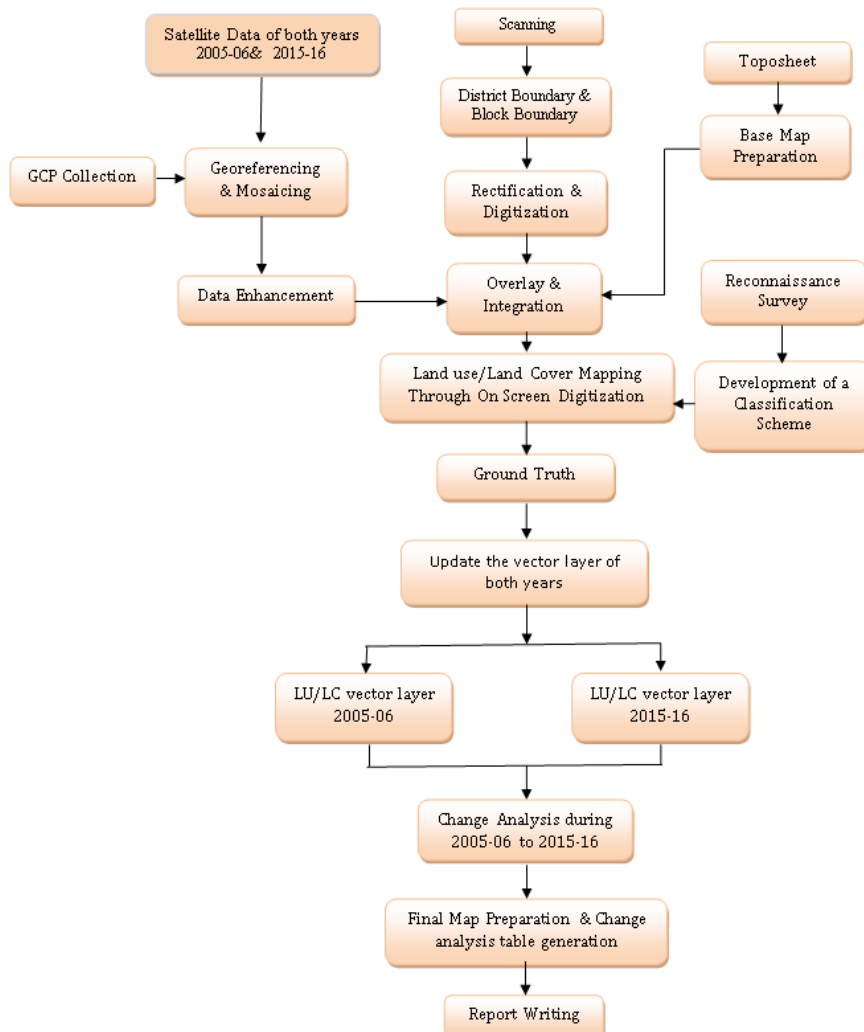 Satellite Data of both years
2005-06& 2015-16
Scanning
Toposheet
District Boundary &
Block Boundary
Base Map
Preparation
GCP Collection
Georeferencing
& Mosaicing
Rectification &
Digitization
Data Enhancement
Overlay &
Integration
Reconnaissance
Survey
Land use/Land Cover Mapping
Through On Screen Digitization
Development of a
Classification
Scheme
Ground Truth
Update the vector layer of
both years
LU/LC vector layer
2005-06
LU/LC vector layer
2015-16
Change Analysis during
2005-06 to 2015-16
Final Map Preparation & Change
analysis table generation
Report Writing